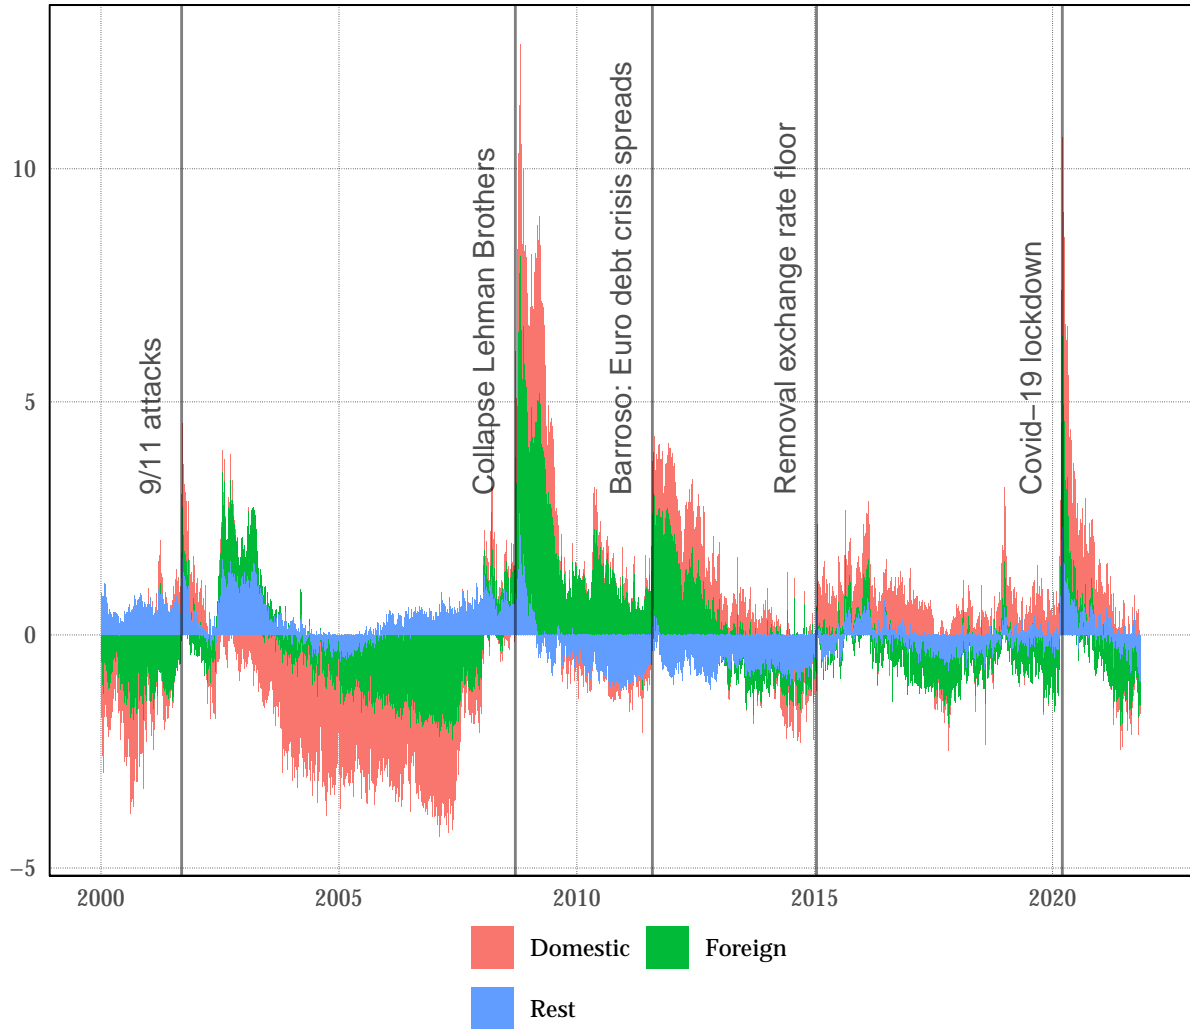 10
5
0
−5
9/11 attacks
Collapse Lehman Brothers
Barroso: Euro debt crisis spreads
Removal exchange rate floor
Covid−19 lockdown
2000
2005
2010
2015
2020
Domestic
Foreign
Rest